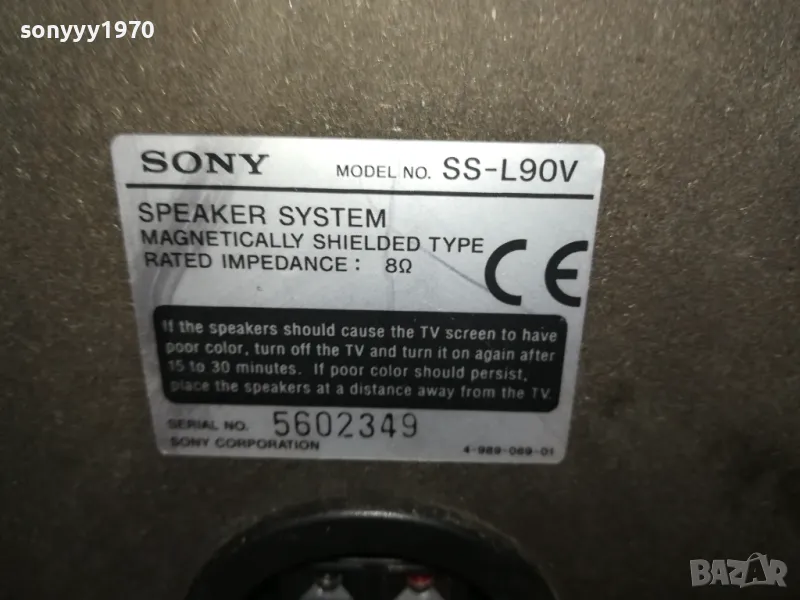 sonyyy1970
SONY MODEL NO. SS-L90V
SPEAKER SYSTEM
MAGNETICALLY SHIELDED TYPE
RATED IMPEDANCE : 8Ω
CE
If the speakers should cause the TV screen to have
poor color, turn off the TV and turn it on again after
15 to 30 minutes. If poor color should persist,
place the speakers at a distance away from the TV.
SERIAL NO. 5602349
SONY CORPORATION 4-989-069-01
BAZAR